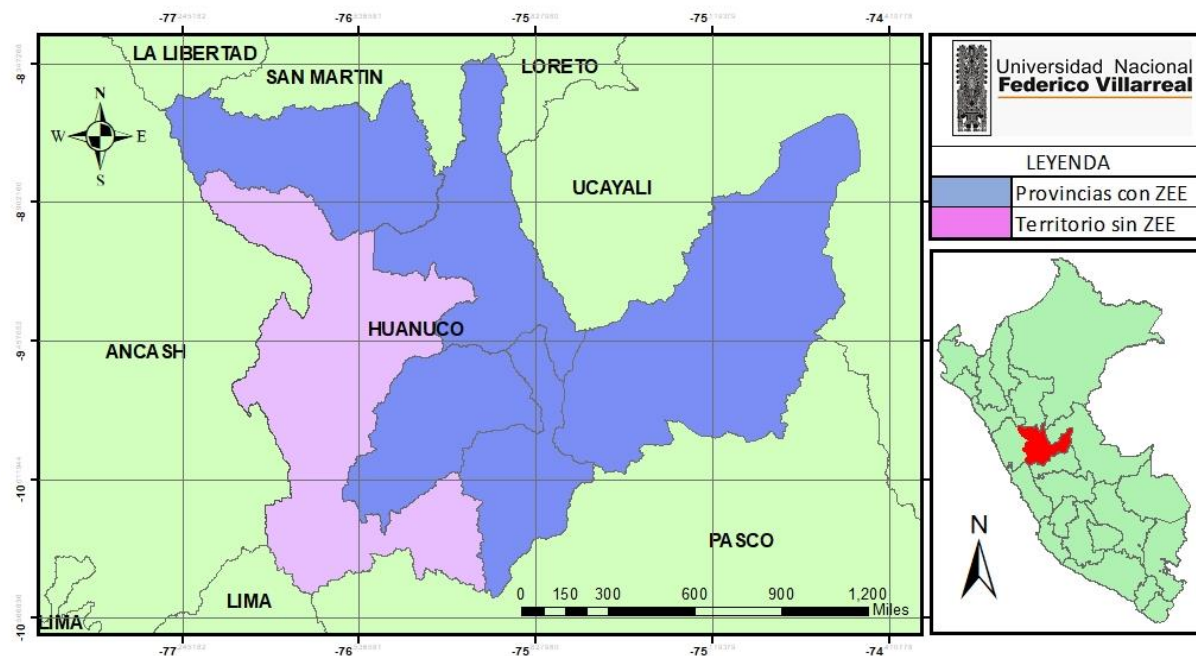 -77
-76
-75
-75
-74
LA LIBERTAD
SAN MARTIN
LORETO
N
W
E
S
UCAYALI
HUANUCO
ANCASH
PASCO
LIMA
LIMA
0 150 300 600 900 1,200
Miles
-8
-8
-9
-10
-10
-77
-76
-75
-75
-74
Universidad Nacional
Federico Villarreal
LEYENDA
Provincias con ZEE
Territorio sin ZEE
N